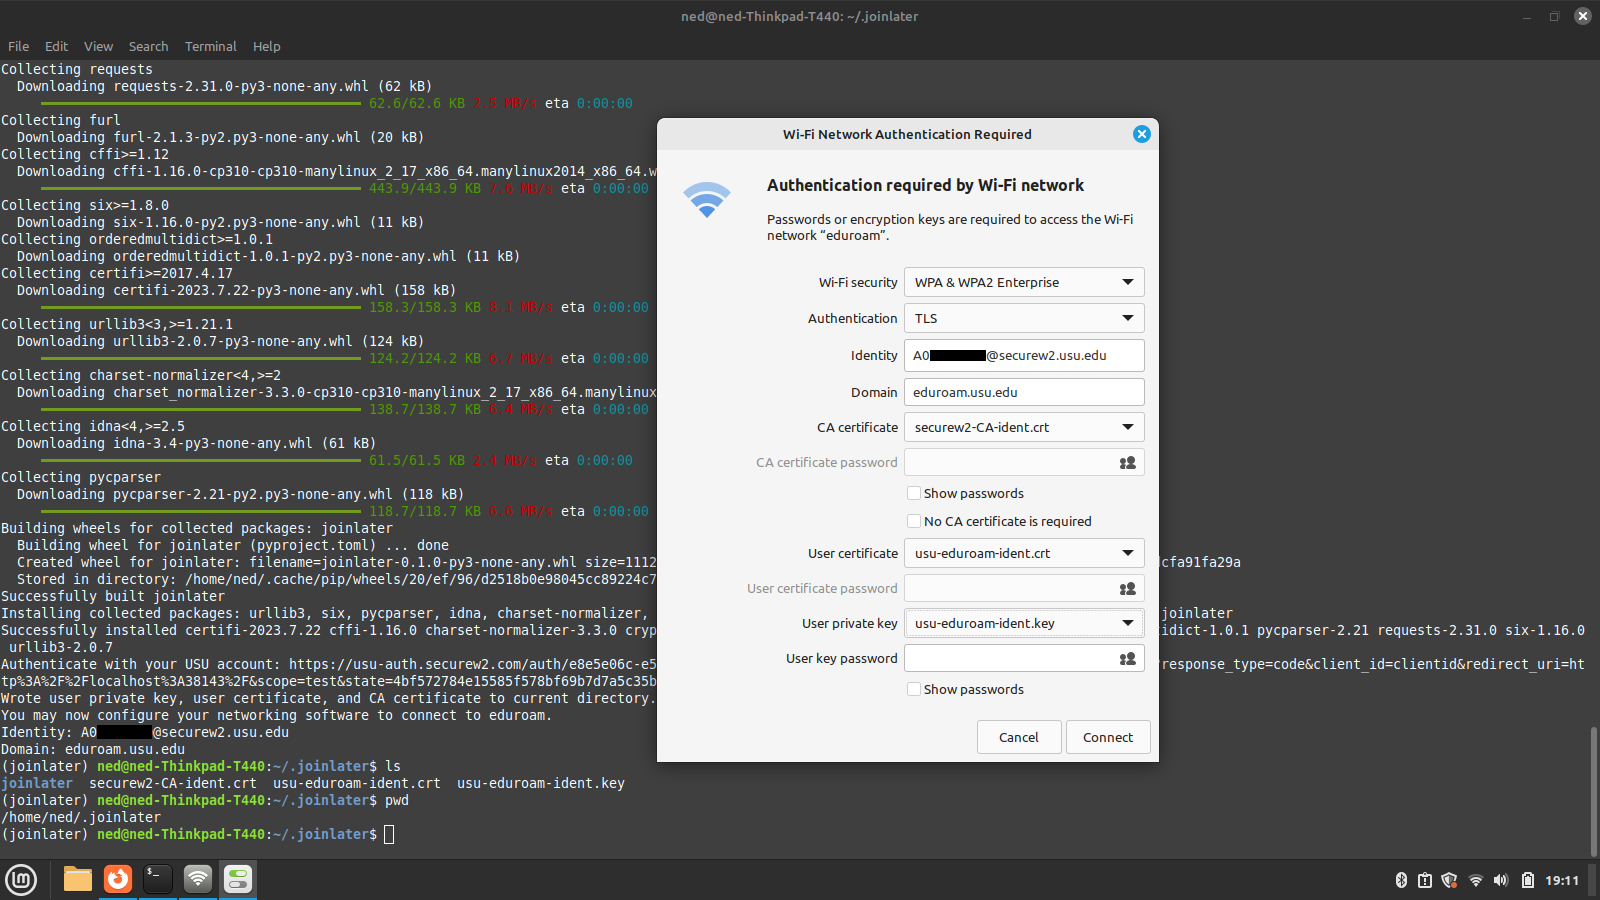 ned@ned-Thinkpad-T440: ~/.joinlater
File Edit View Search Terminal Help
Collecting requests
Downloading requests-2.31.0-py3-none-any.whl (62 kB)
62.6/62.6 KB 2.5 MB/s eta 0:00:00
Collecting furl
Downloading furl-2.1.3-py2.py3-none-any.whl (20 kB)
Collecting cffi>=1.12
Downloading cffi-1.16.0-cp310-cp310-manylinux_2_17_x86_64.manylinux2014_x86_64.w
443.9/443.9 KB 7.6 MB/s eta 0:00:00
Collecting six>=1.8.0
Downloading six-1.16.0-py2.py3-none-any.whl (11 kB)
Collecting orderedmultidict>=1.0.1
Downloading orderedmultidict-1.0.1-py2.py3-none-any.whl (11 kB)
Collecting certifi>=2017.4.17
Downloading certifi-2023.7.22-py3-none-any.whl (158 kB)
158.3/158.3 KB 8.1 MB/s eta 0:00:00
Collecting urllib3<3,>=1.21.1
Downloading urllib3-2.0.7-py3-none-any.whl (124 kB)
124.2/124.2 KB 6.7 MB/s eta 0:00:00
Collecting charset-normalizer<4,>=2
Downloading charset_normalizer-3.3.0-cp310-cp310-manylinux_2_17_x86_64.manylinux
138.7/138.7 KB 6.4 MB/s eta 0:00:00
Collecting idna<4,>=2.5
Downloading idna-3.4-py3-none-any.whl (61 kB)
61.5/61.5 KB 2.4 MB/s eta 0:00:00
Collecting pycparser
Downloading pycparser-2.21-py2.py3-none-any.whl (118 kB)
118.7/118.7 KB 6.6 MB/s eta 0:00:00
Building wheels for collected packages: joinlater
Building wheel for joinlater (pyproject.toml) ... done
Created wheel for joinlater: filename=joinlater-0.1.0-py3-none-any.whl size=1112 cfa91fa29a
Stored in directory: /home/ned/.cache/pip/wheels/20/ef/96/d2518b0e98045cc89224c7
Successfully built joinlater
Installing collected packages: urllib3, six, pycparser, idna, charset-normalizer, joinlater
Successfully installed certifi-2023.7.22 cffi-1.16.0 charset-normalizer-3.3.0 cryp tidict-1.0.1 pycparser-2.21 requests-2.31.0 six-1.16.0
urllib3-2.0.7
Authenticate with your USU account: https://usu-auth.securew2.com/auth/e8e5e06c-e5 ?response_type=code&client_id=clientid&redirect_uri=ht
tp%3A%2F%2Flocalhost%3A38143%2F&scope=test&state=4bf572784e15585f578bf69b7d7a5c35b
Wrote user private key, user certificate, and CA certificate to current directory.
You may now configure your networking software to connect to eduroam.
Identity: A0 @securew2.usu.edu
Domain: eduroam.usu.edu
(joinlater) ned@ned-Thinkpad-T440:~/.joinlater$ ls
joinlater securew2-CA-ident.crt usu-eduroam-ident.crt usu-eduroam-ident.key
(joinlater) ned@ned-Thinkpad-T440:~/.joinlater$ pwd
/home/ned/.joinlater
(joinlater) ned@ned-Thinkpad-T440:~/.joinlater$
Wi-Fi Network Authentication Required
Authentication required by Wi-Fi network
Passwords or encryption keys are required to access the Wi-Fi
network “eduroam”.
Wi-Fi security WPA & WPA2 Enterprise
Authentication TLS
Identity A0 @securew2.usu.edu
Domain eduroam.usu.edu
CA certificate securew2-CA-ident.crt
CA certificate password
Show passwords
No CA certificate is required
User certificate usu-eduroam-ident.crt
User certificate password
User private key usu-eduroam-ident.key
User key password
Show passwords
Cancel Connect
19:11